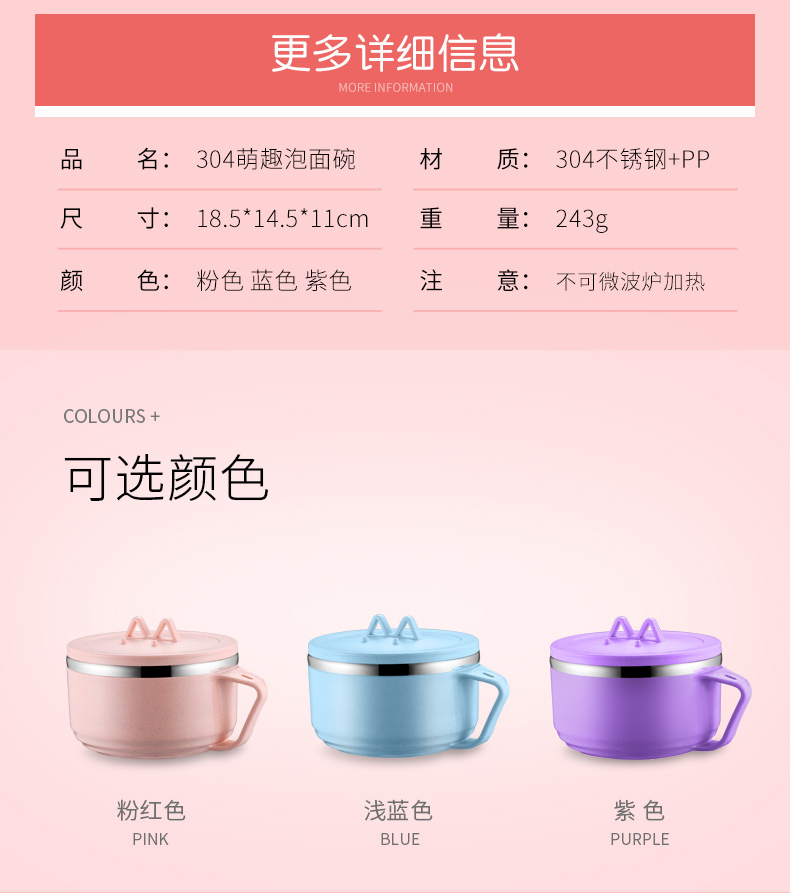 更多详细信息
MORE INFORMATION
品 名： 304萌趣泡面碗
材 质： 304不锈钢+PP
尺 寸： 18.5*14.5*11cm
重 量： 243g
颜 色： 粉色 蓝色 紫色
注 意： 不可微波炉加热
COLOURS +
可选颜色
粉红色
浅蓝色
紫 色
PINK
BLUE
PURPLE